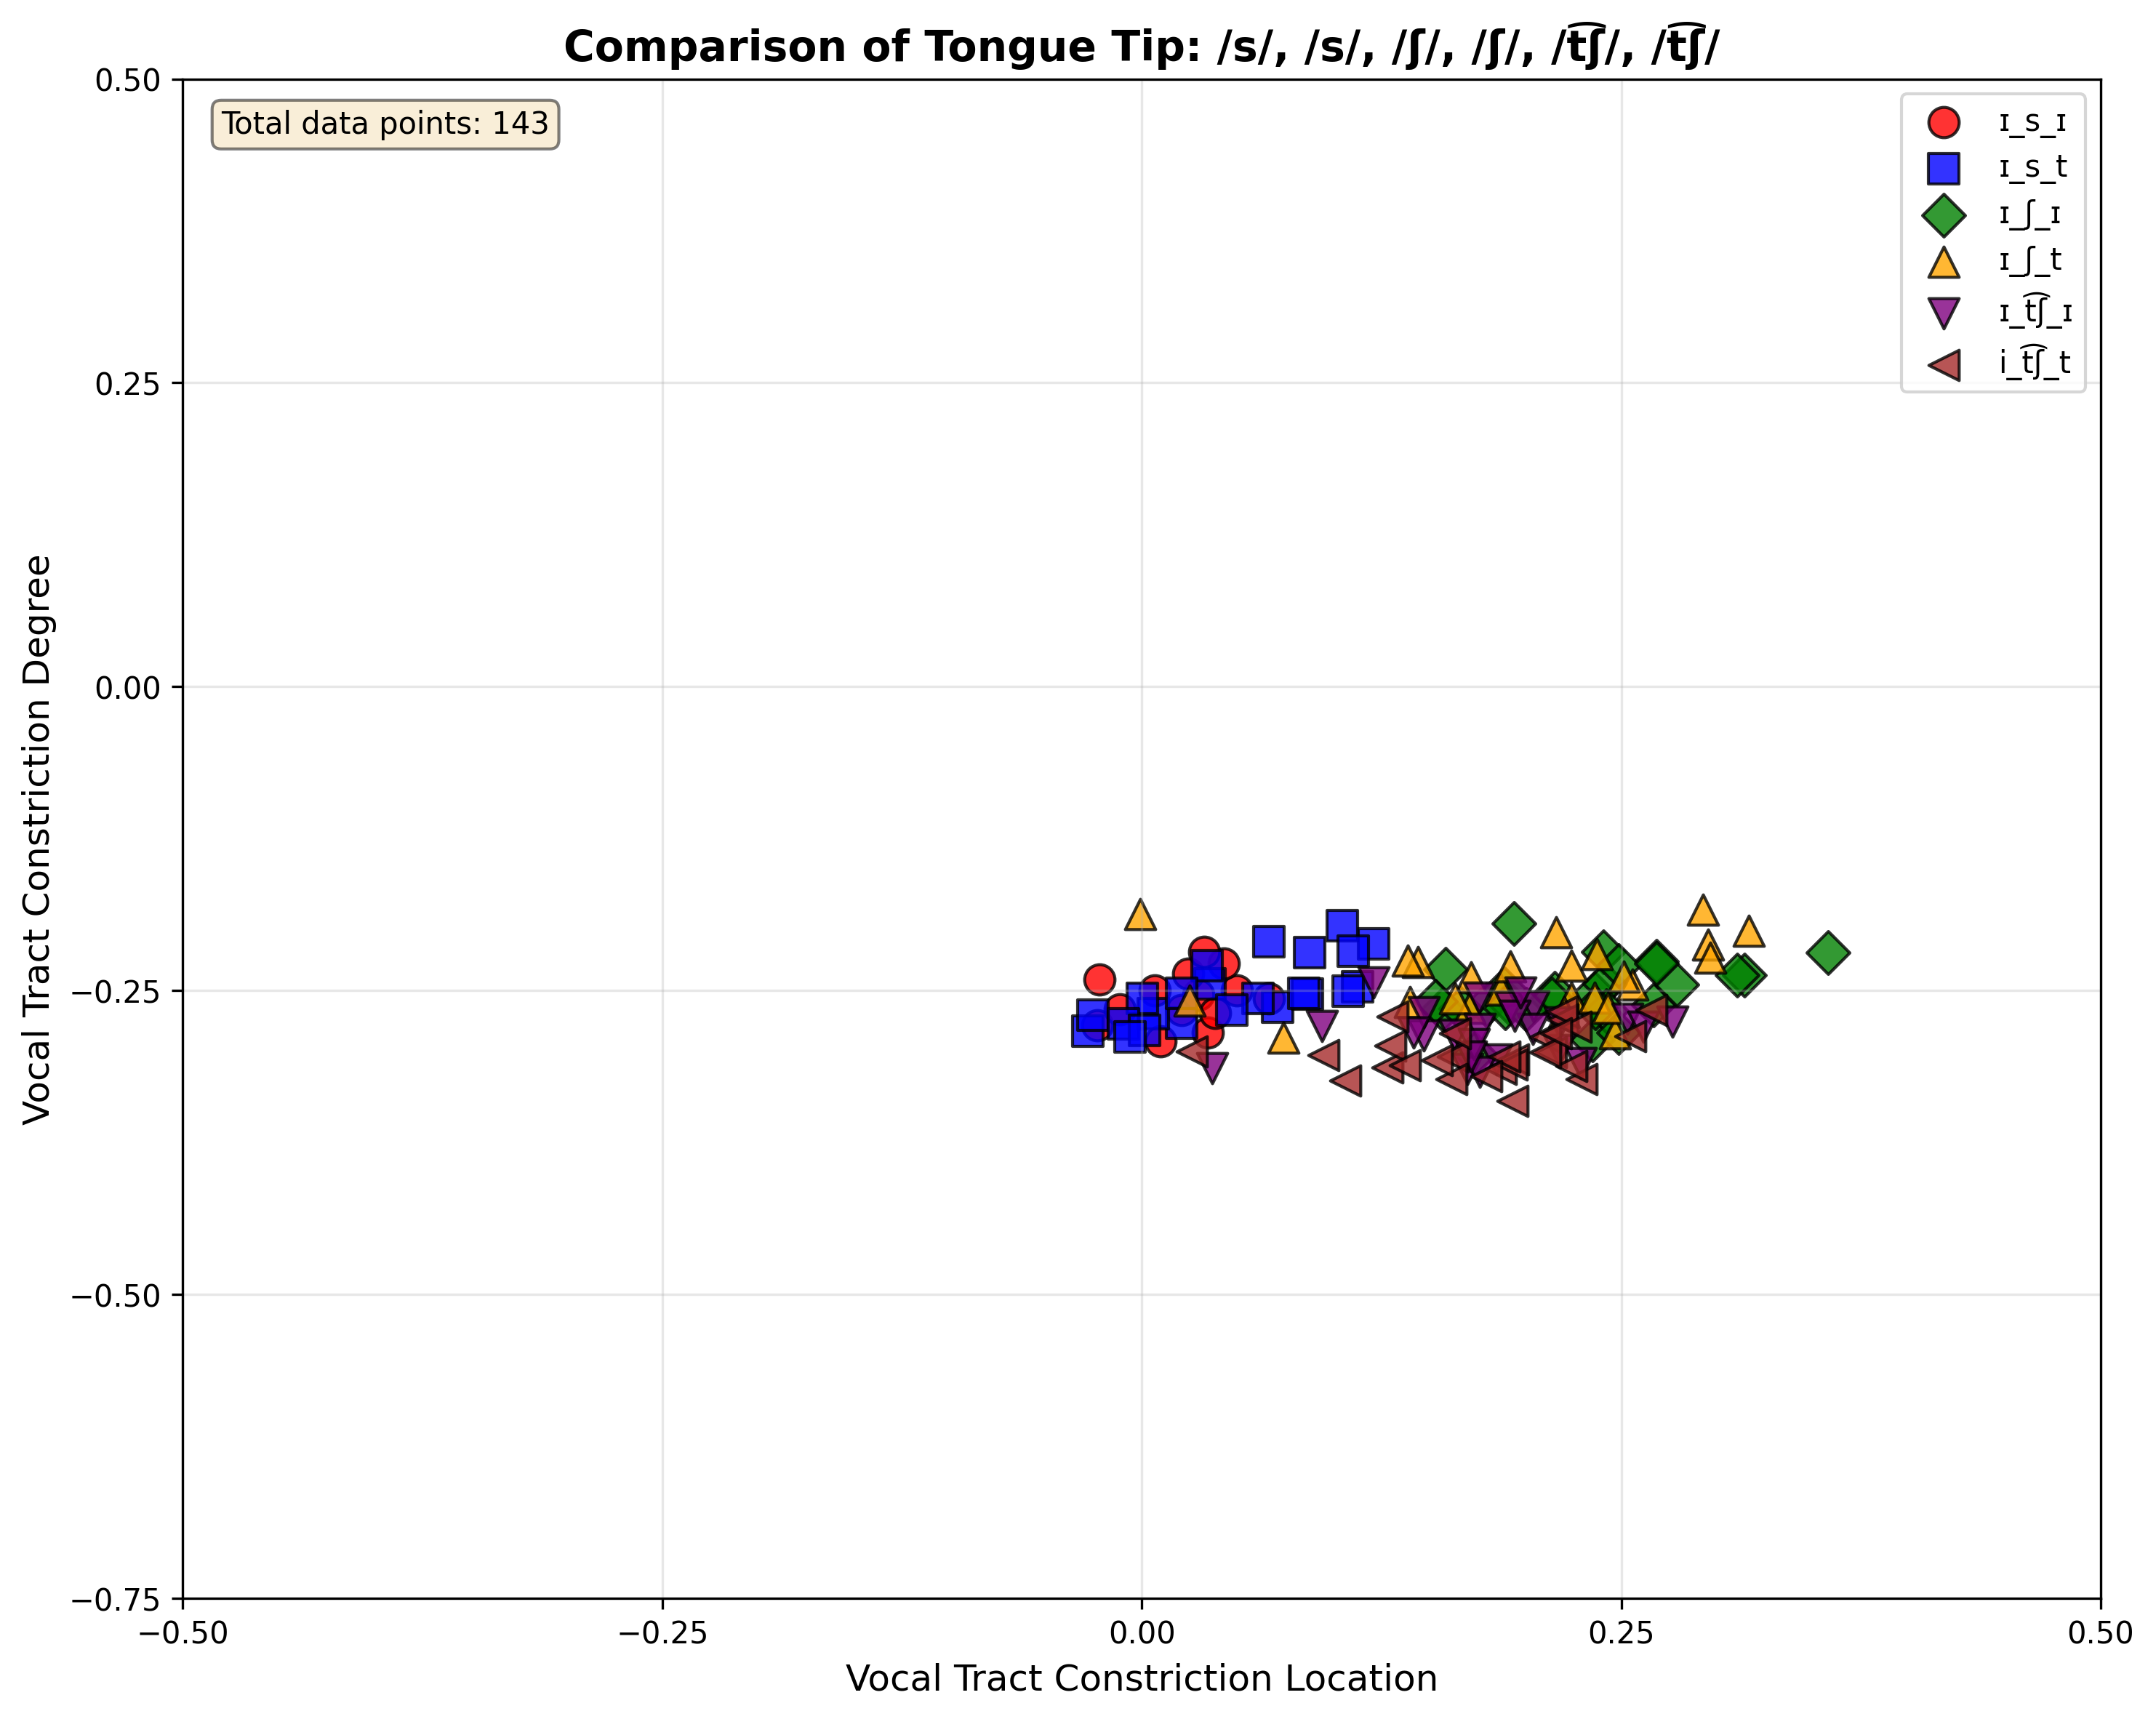 Comparison of Tongue Tip: /s/, /s/, /ʃ/, /ʃ/, /t͡ʃ/, /t͡ʃ/
Total data points: 143
ɪ_s_ɪ
ɪ_s_t
ɪ_ʃ_ɪ
ɪ_ʃ_t
ɪ_t͡ʃ_ɪ
i_t͡ʃ_t
Vocal Tract Constriction Degree
0.50
0.25
0.00
−0.25
−0.50
−0.75
−0.50
−0.25
0.00
0.25
0.50
Vocal Tract Constriction Location